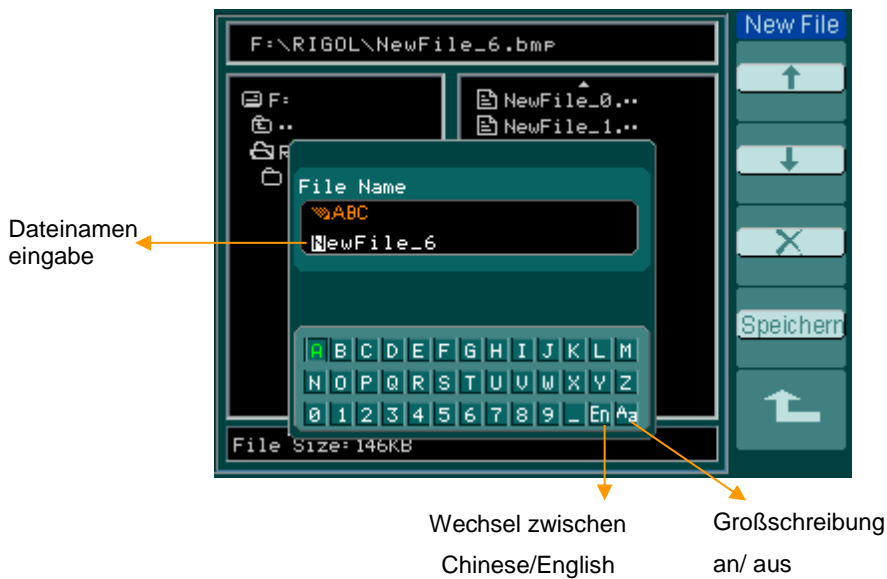 New File
F:\RIGOL\NewFile_6.bmp
F:
NewFile_0.••
••
NewFile_1.••
R
File Name
ABC
NewFile_6
Dateinamen
eingabe
Speichern
A B C D E F G H I J K L M
N O P Q R S T U V W X Y Z
0 1 2 3 4 5 6 7 8 9 _ En Aa
File Size:146KB
Wechsel zwischen
Chinese/English
Großschreibung
an/ aus